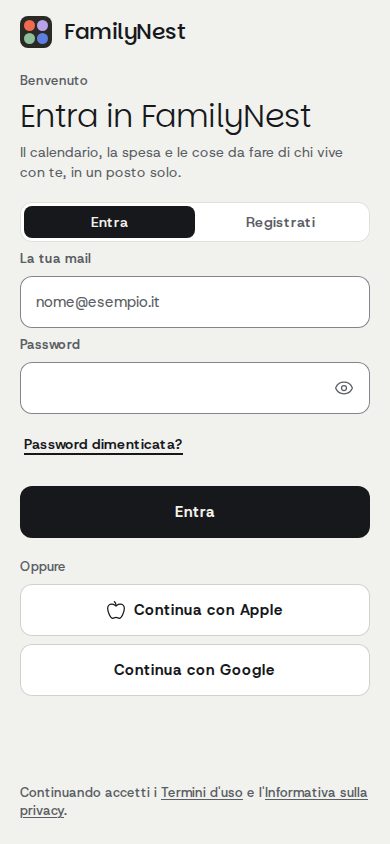 FamilyNest
Benvenuto
Entra in FamilyNest
Il calendario, la spesa e le cose da fare di chi vive
con te, in un posto solo.
Entra
Registrati
La tua mail
nome@esempio.it
Password
Password dimenticata?
Entra
Oppure
Continua con Apple
Continua con Google
Continuando accetti i Termini d'uso e l'Informativa sulla
privacy.